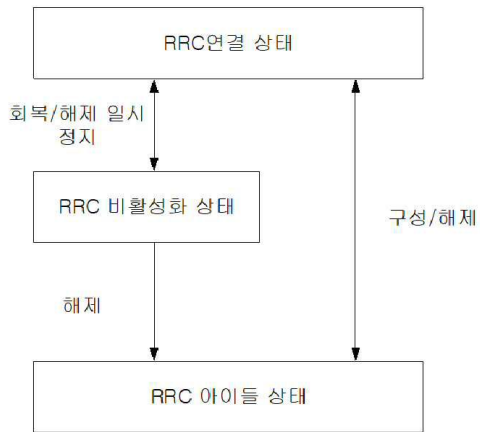 RRC연결 상태
회복/해제 일시
정지
RRC 비활성화 상태
구성/해제
해제
RRC 아이들 상태